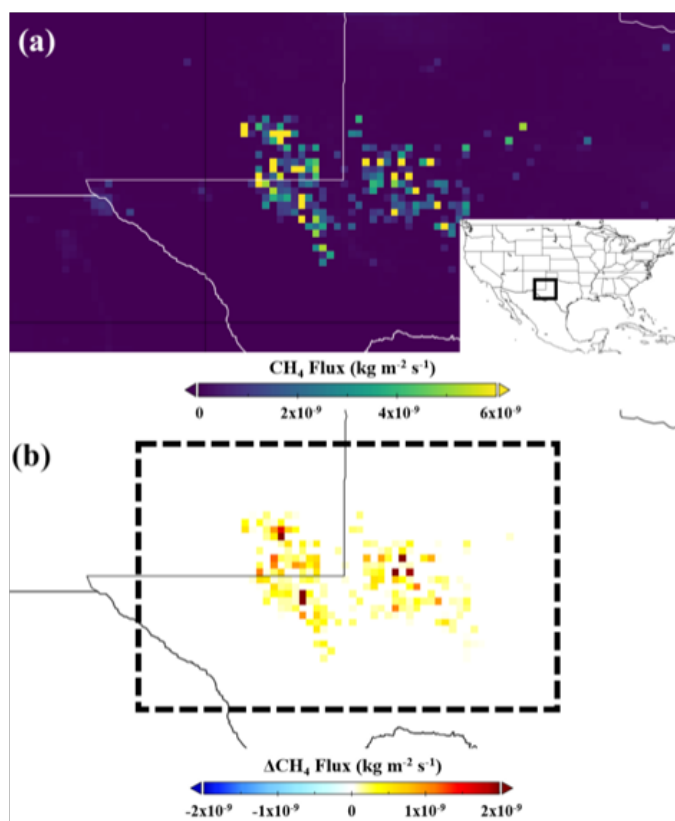 (a)
CH₄ Flux (kg m⁻² s⁻¹)
0 2x10⁻⁹ 4x10⁻⁹ 6x10⁻⁹
(b)
ΔCH₄ Flux (kg m⁻² s⁻¹)
-2x10⁻⁹ -1x10⁻⁹ 0 1x10⁻⁹ 2x10⁻⁹